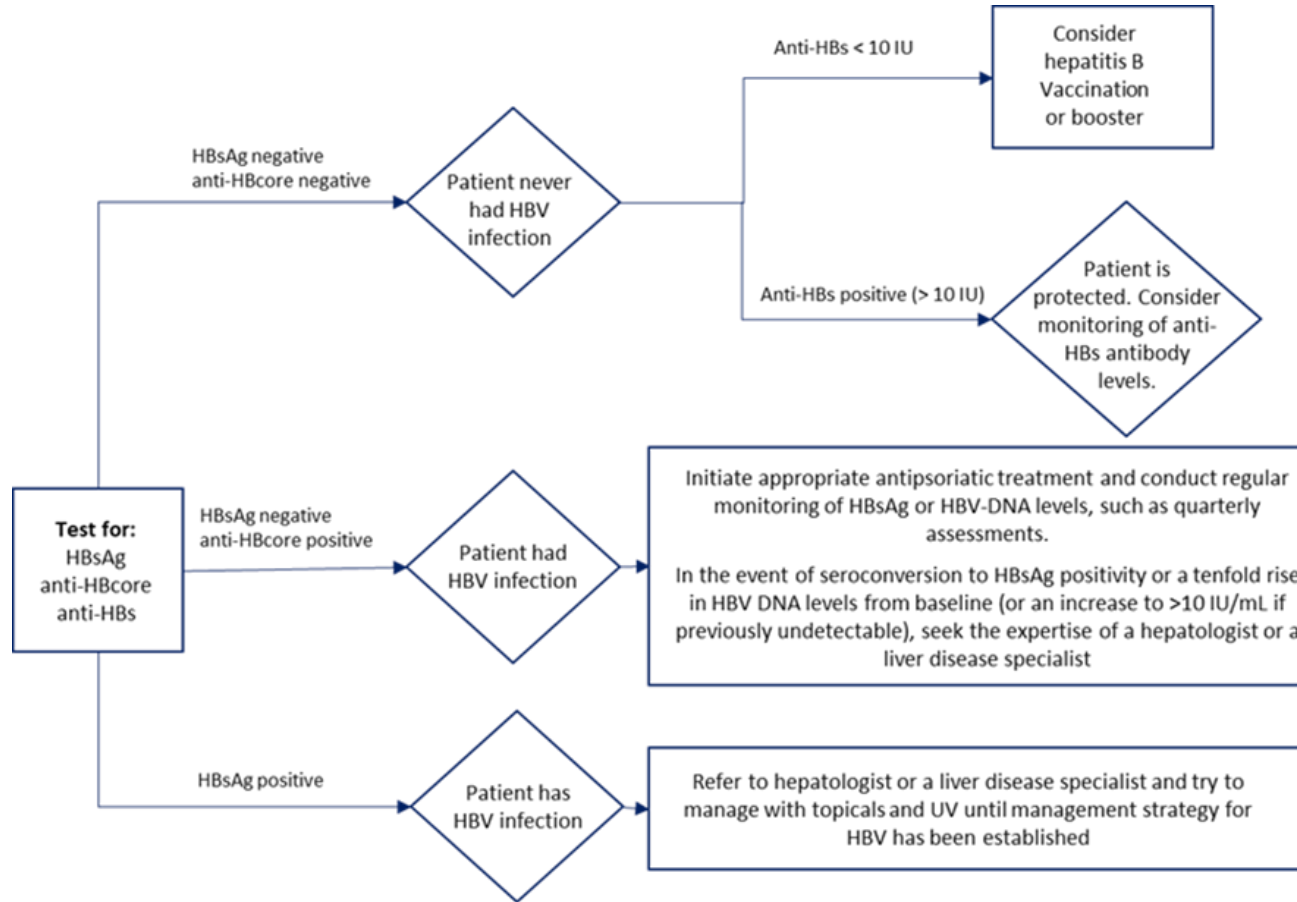 Anti-HBs < 10 IU
Consider
hepatitis B
Vaccination
or booster
HBsAg negative
anti-HBcore negative
Patient never
had HBV
infection
Anti-HBs positive (> 10 IU)
Patient is
protected. Consider
monitoring of anti-
HBs antibody
levels.
Test for:
HBsAg
anti-HBcore
anti-HBs
HBsAg negative
anti-HBcore positive
Patient had
HBV infection
Initiate appropriate antipsoriatic treatment and conduct regular
monitoring of HBsAg or HBV-DNA levels, such as quarterly
assessments.
In the event of seroconversion to HBsAg positivity or a tenfold rise
in HBV DNA levels from baseline (or an increase to >10 IU/mL if
previously undetectable), seek the expertise of a hepatologist or a
liver disease specialist
HBsAg positive
Patient has
HBV infection
Refer to hepatologist or a liver disease specialist and try to
manage with topicals and UV until management strategy for
HBV has been established